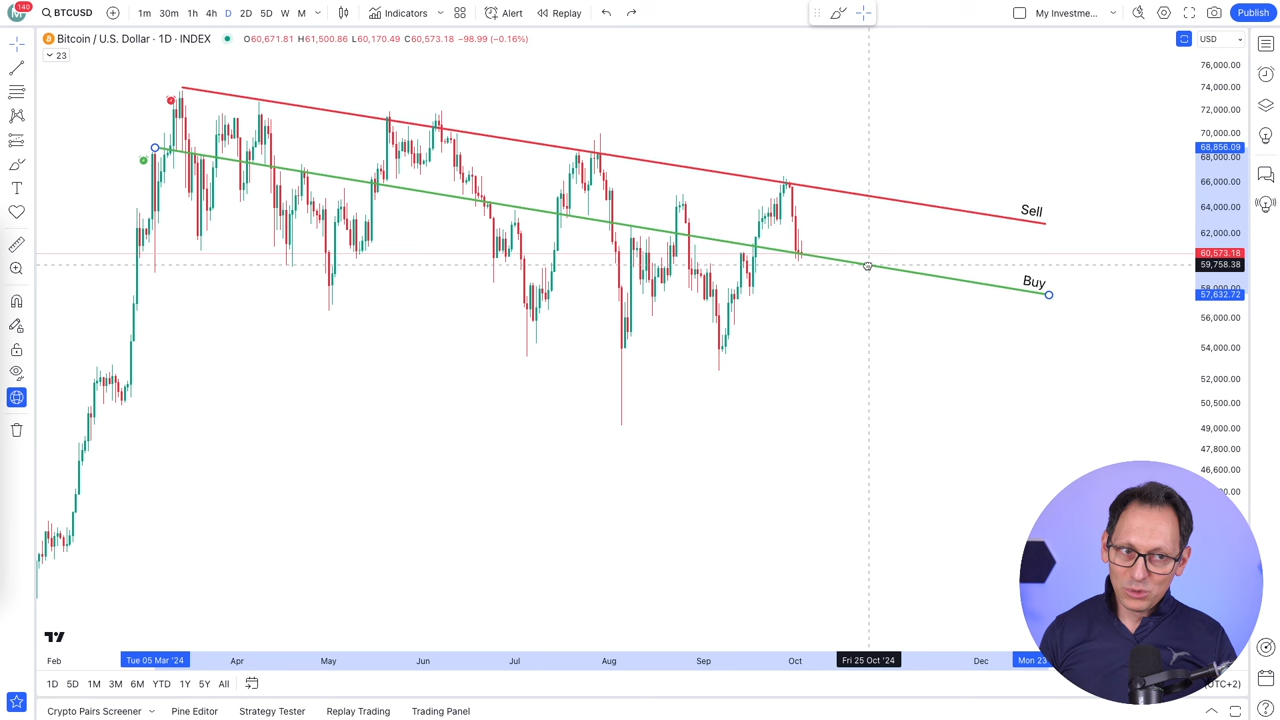 140
BTCUSD
1m 30m 1h 4h D 2D 5D W M
Indicators
Alert
Replay
My Investme...
Publish
Bitcoin / U.S. Dollar · 1D · INDEX
O60,671.81 H61,500.86 L60,170.49 C60,573.18 −98.99 (−0.16%)
USD
23
76,000.00
74,000.00
72,000.00
70,000.00
68,856.09
68,000.00
66,000.00
64,000.00
62,000.00
60,573.18
59,758.38
58,000.00
57,632.72
56,000.00
54,000.00
52,000.00
50,500.00
49,000.00
47,800.00
46,600.00
Sell
Buy
Feb
Tue 05 Mar '24
Apr
May
Jun
Jul
Aug
Sep
Oct
Fri 25 Oct '24
Dec
Mon 23
1D 5D 1M 3M 6M YTD 1Y 5Y All
(UTC+2)
Crypto Pairs Screener
Pine Editor
Strategy Tester
Replay Trading
Trading Panel